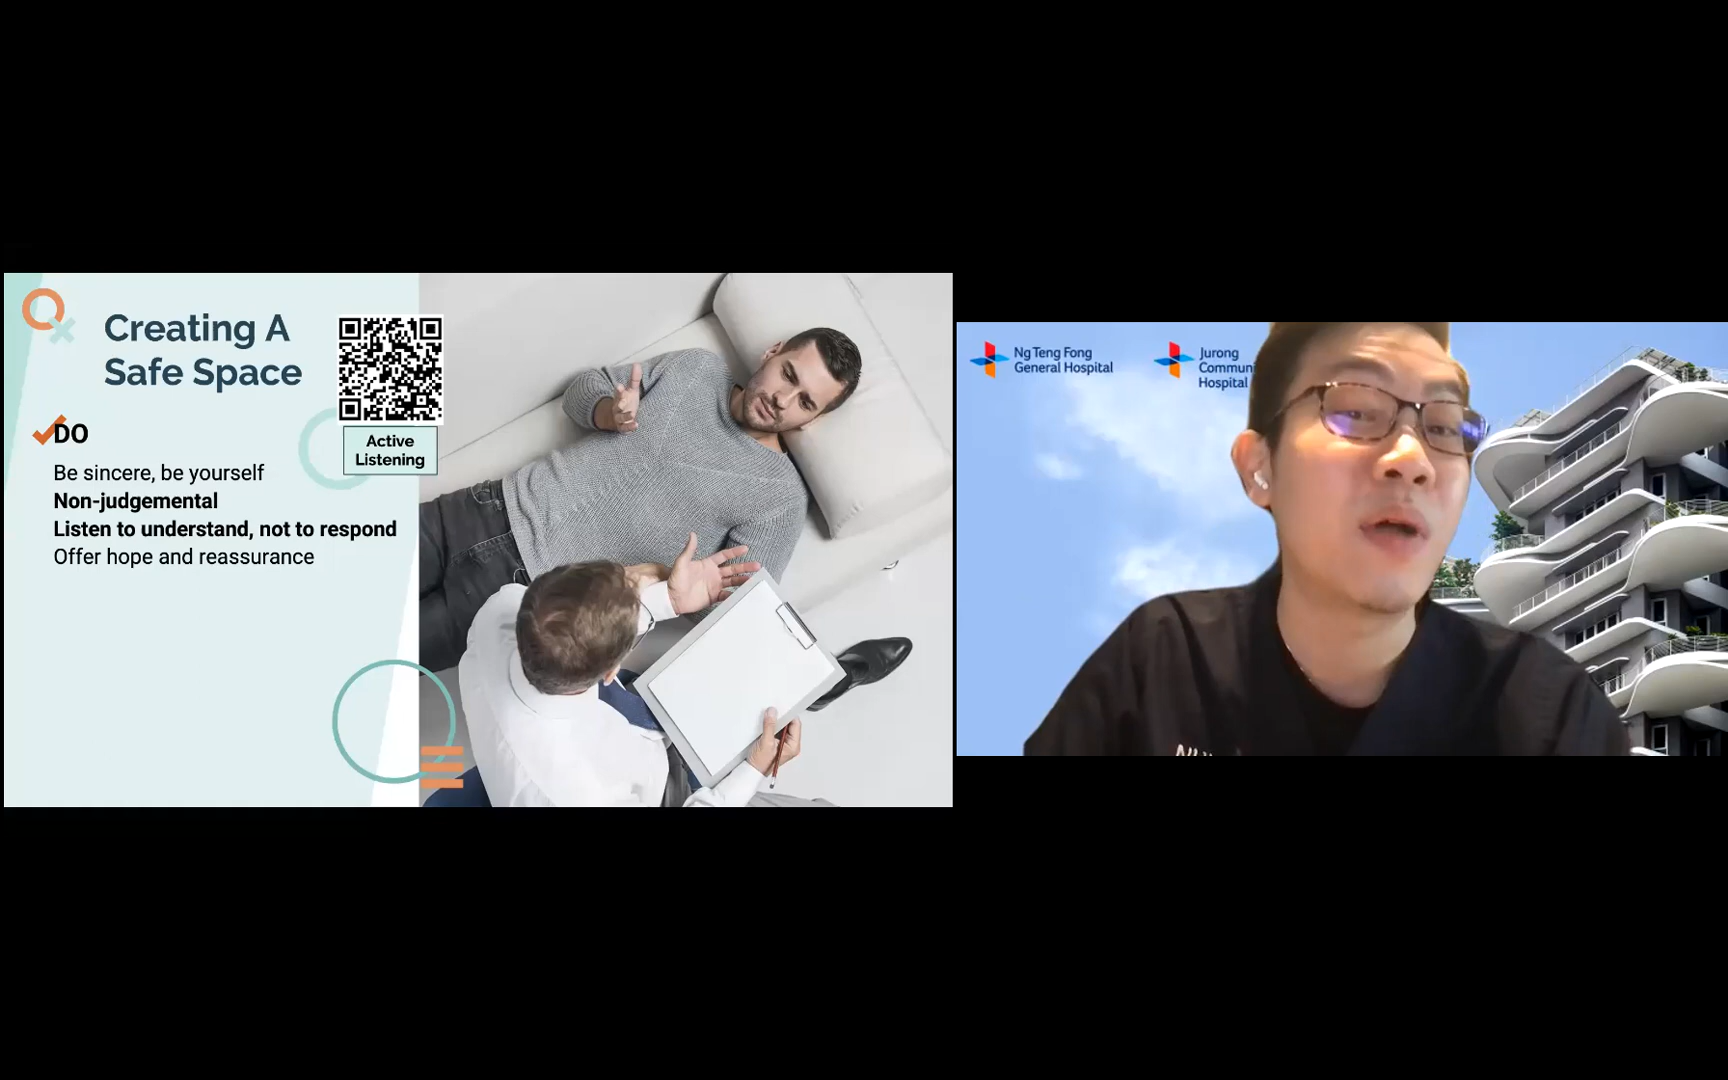 Creating A
Safe Space
Active
Listening
DO
Be sincere, be yourself
Non-judgemental
Listen to understand, not to respond
Offer hope and reassurance
Ng Teng Fong
General Hospital
Jurong
Hospital